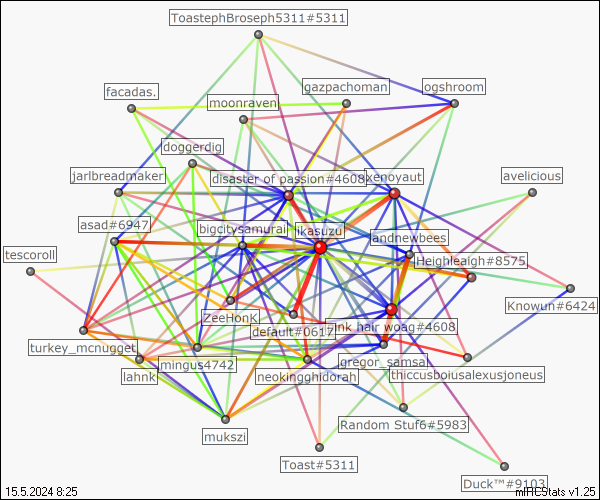 ToastephBroseph5311#5311
gazpachoman
ogshroom
facadas.
moonraven
doggerdig
jarlbreadmaker
disaster of passion#4608
xenoyaut
avelicious
asad#6947
bigcitysamurai
likasuzu
andnewbees
tescoroll
Heighleaigh#8575
Knowun#6424
ZeeHonK
default#0617
pink hair woag#4608
turkey_mcnugget
mingus4742
gregor_samsa
lahnk
neokingghidorah
thiccusboiusalexusjoneus
mukszi
Random Stuf6#5983
Toast#5311
Duck™#9103
15.5.2024 8:25
mIRCStats v1.25